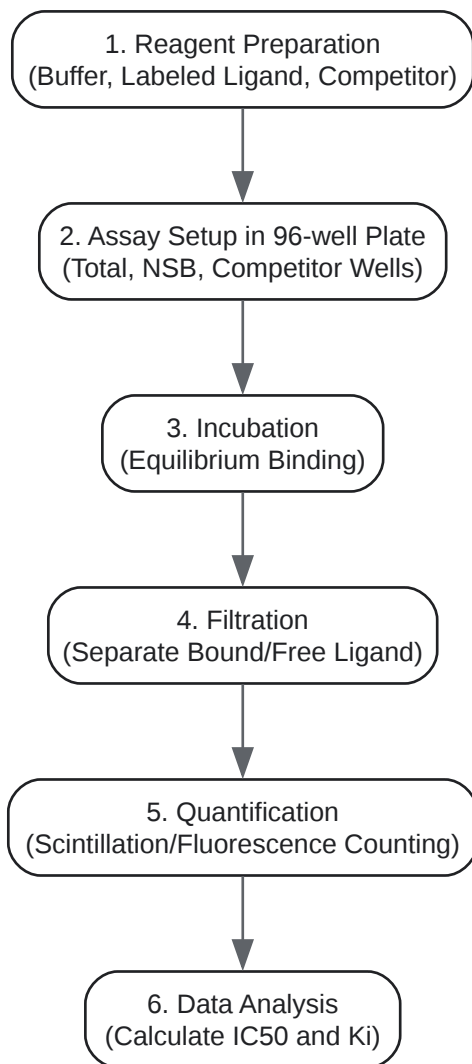 1. Reagent Preparation
(Buffer, Labeled Ligand, Competitor)
2. Assay Setup in 96-well Plate
(Total, NSB, Competitor Wells)
3. Incubation
(Equilibrium Binding)
4. Filtration
(Separate Bound/Free Ligand)
5. Quantification
(Scintillation/Fluorescence Counting)
6. Data Analysis
(Calculate IC50 and Ki)